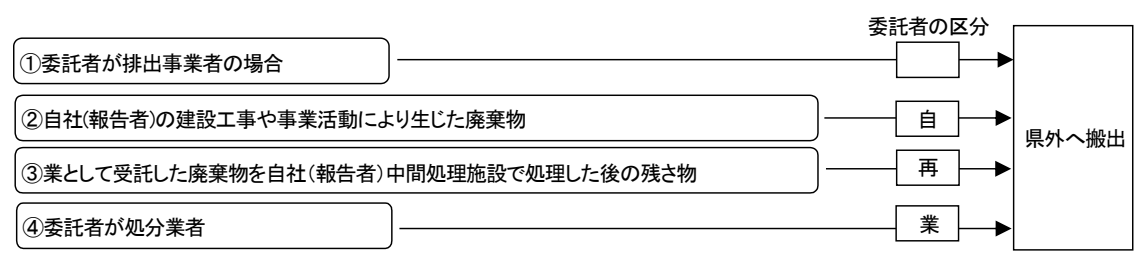 委託者の区分
①委託者が排出事業者の場合
②自社(報告者)の建設工事や事業活動により生じた廃棄物
自
③業として受託した廃棄物を自社(報告者)中間処理施設で処理した後の残さ物
再
④委託者が処分業者
業
県外へ搬出